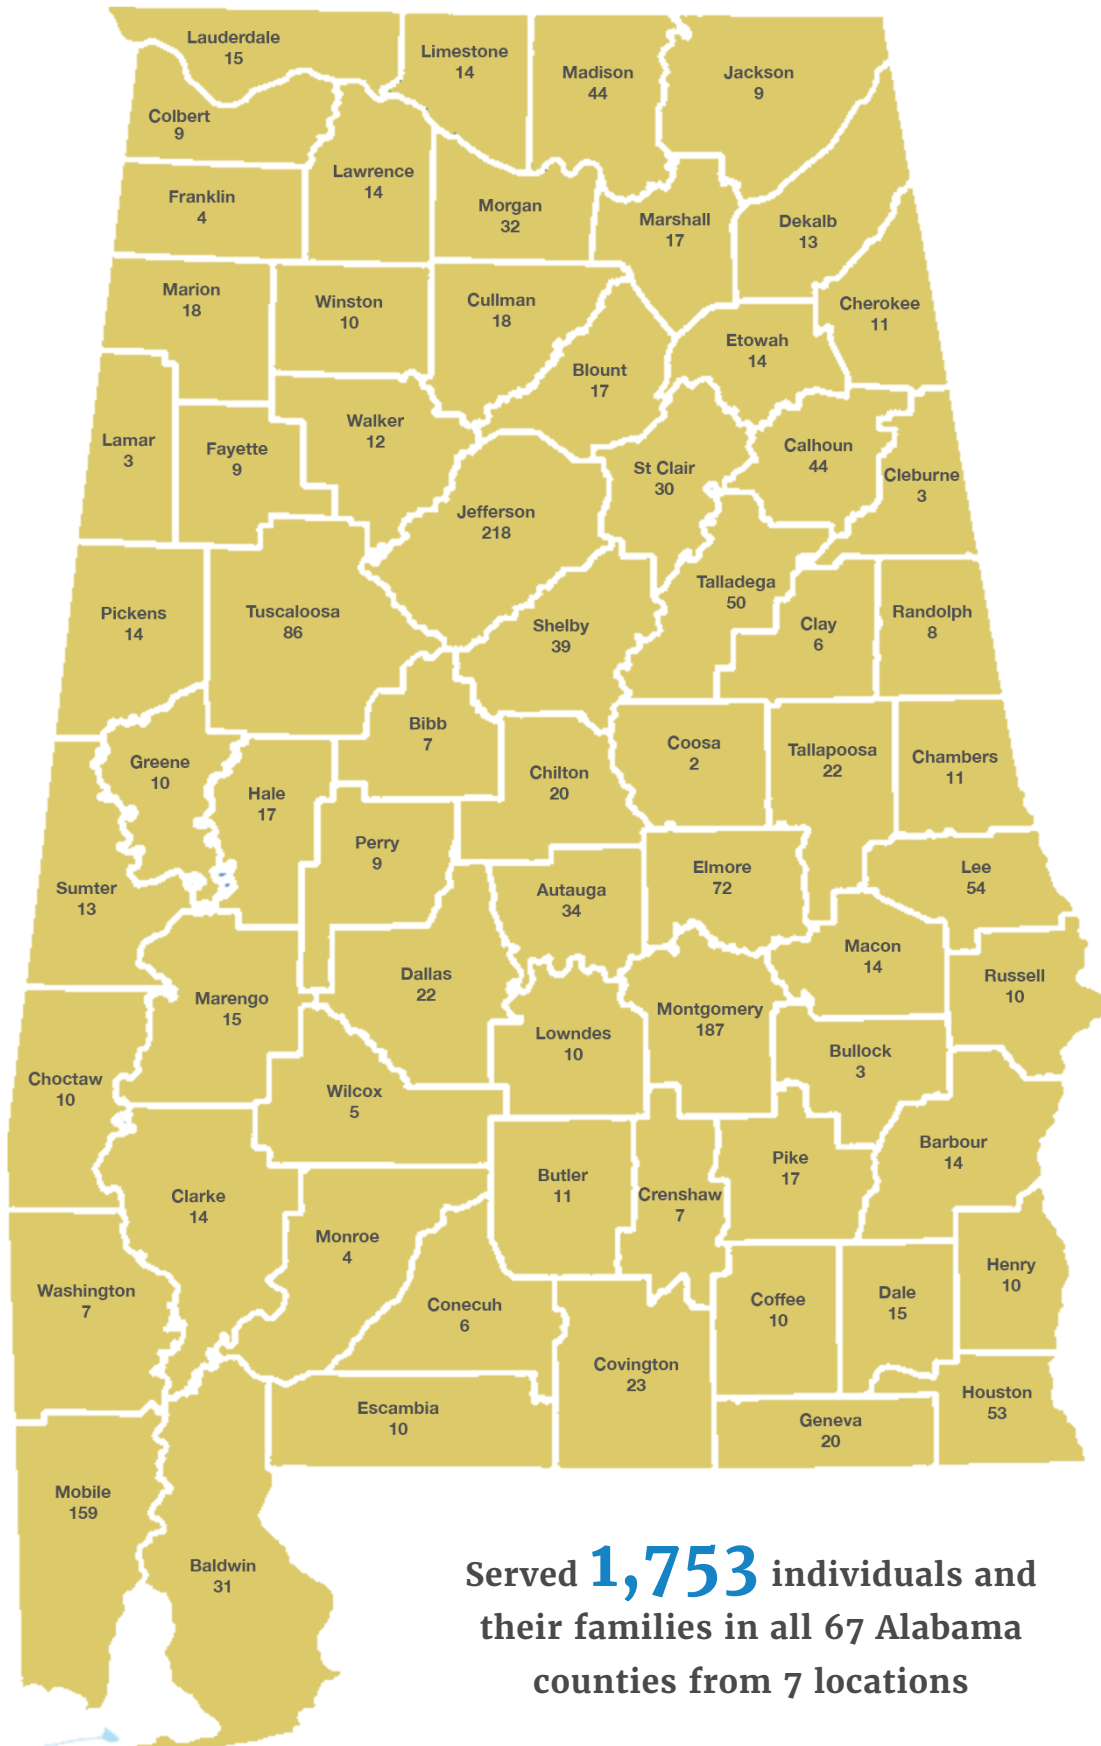 Lauderdale
15
Limestone
14
Madison
44
Jackson
9
Colbert
9
Lawrence
14
Franklin
4
Morgan
32
Marshall
17
Dekalb
13
Marion
18
Winston
10
Cullman
18
Cherokee
11
Etowah
14
Blount
17
Walker
12
Lamar
3
Fayette
9
Calhoun
44
St Clair
30
Cleburne
3
Jefferson
218
Talladega
50
Pickens
14
Tuscaloosa
86
Shelby
39
Clay
6
Randolph
8
Bibb
7
Coosa
2
Tallapoosa
22
Chambers
11
Greene
10
Chilton
20
Hale
17
Perry
9
Elmore
72
Lee
54
Sumter
13
Autauga
34
Macon
14
Dallas
22
Russell
10
Marengo
15
Montgomery
187
Lowndes
10
Bullock
3
Choctaw
10
Wilcox
5
Barbour
14
Pike
17
Butler
11
Clarke
14
Crenshaw
7
Monroe
4
Henry
10
Washington
7
Conecuh
6
Coffee
10
Dale
15
Covington
23
Houston
53
Escambia
10
Geneva
20
Mobile
159
Baldwin
31
Served 1,753 individuals and
their families in all 67 Alabama
counties from 7 locations